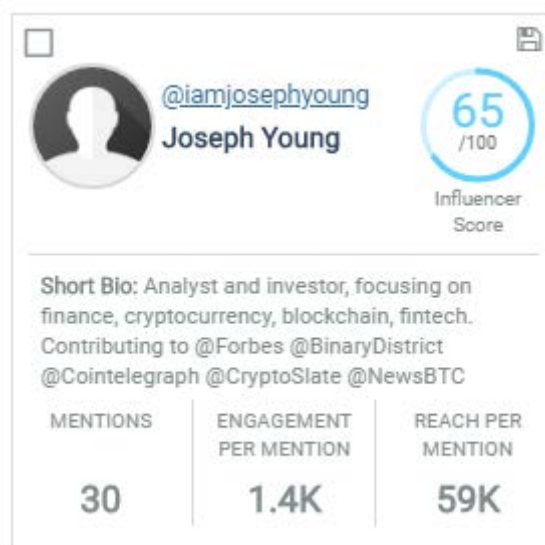 @iamjosephyoung
Joseph Young
65
/100
Influencer
Score
Short Bio: Analyst and investor, focusing on
finance, cryptocurrency, blockchain, fintech.
Contributing to @Forbes @BinaryDistrict
@Cointelegraph @CryptoSlate @NewsBTC
MENTIONS
30
ENGAGEMENT
PER MENTION
1.4K
REACH PER
MENTION
59K